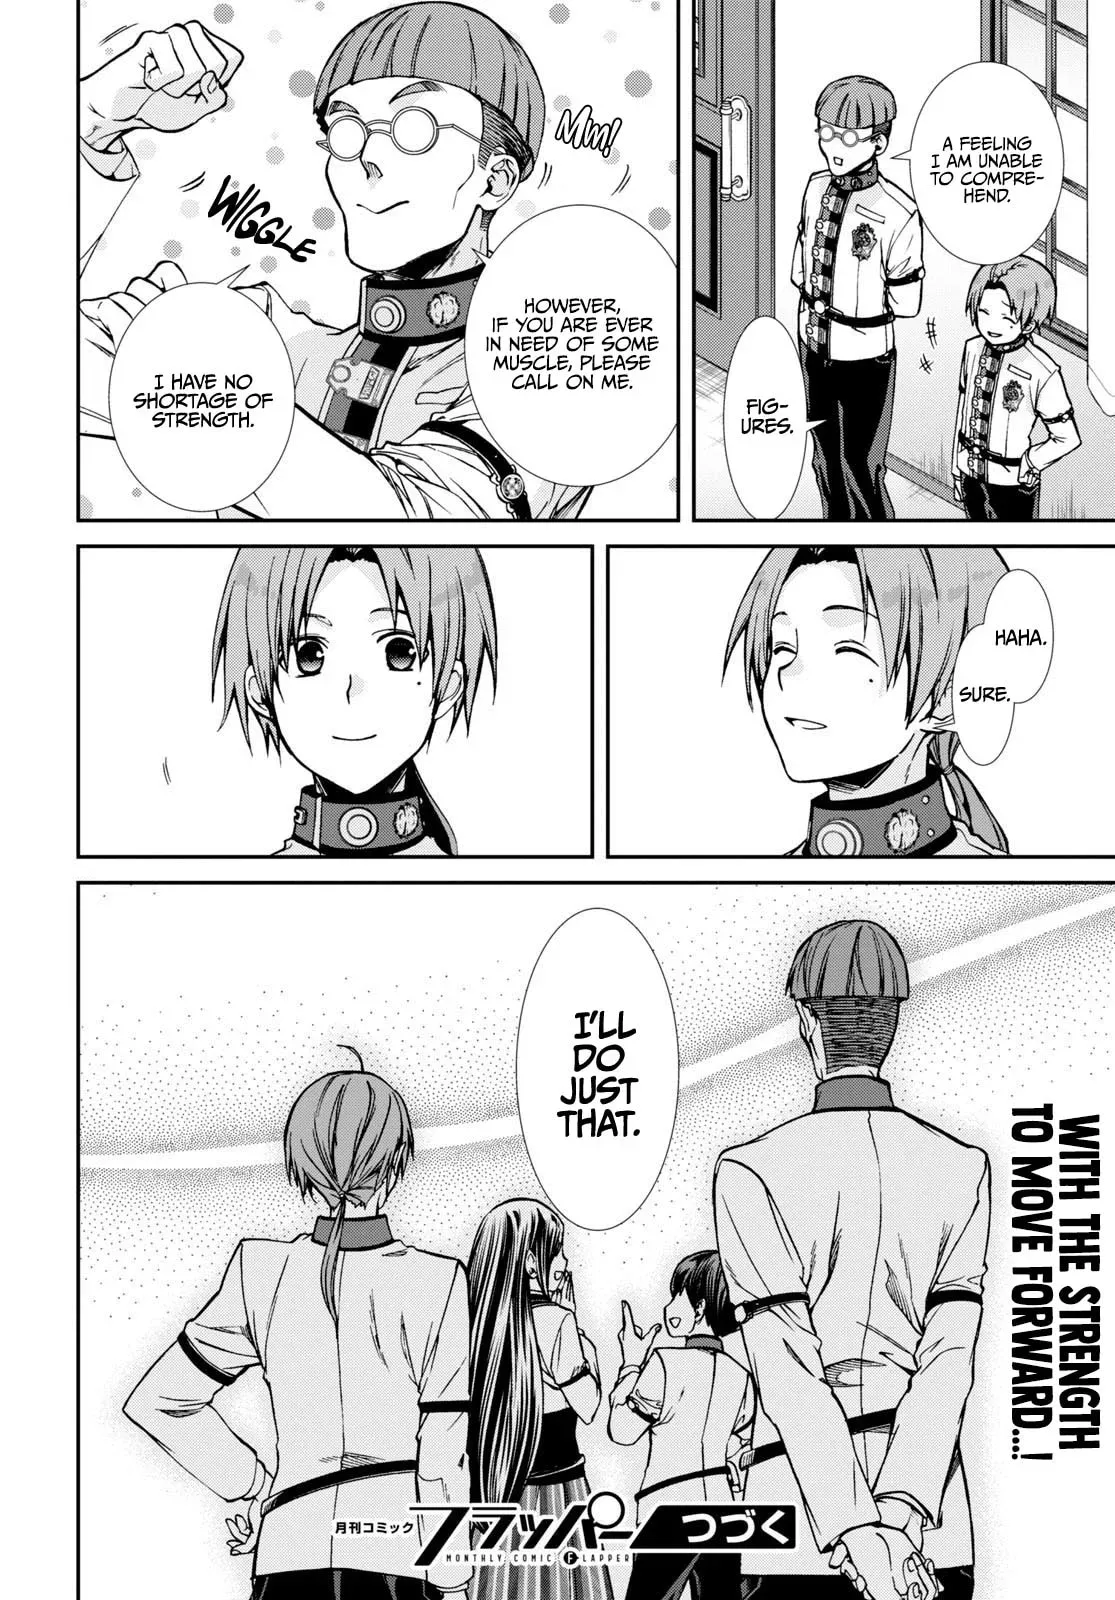 A FEELING
I AM UNABLE
TO COMPRE-
HEND.
FIG-
URES.
Mm!
HOWEVER,
IF YOU ARE EVER
IN NEED OF SOME
MUSCLE, PLEASE
CALL ON ME.
WIGGLE
I HAVE NO
SHORTAGE OF
STRENGTH.
HAHA.
SURE.
I'LL
DO
JUST
THAT.
WITH THE STRENGTH
TO MOVE FORWARD...!
月刊コミック
フラッパー
MONTHLY COMIC F LAPPER
つづく